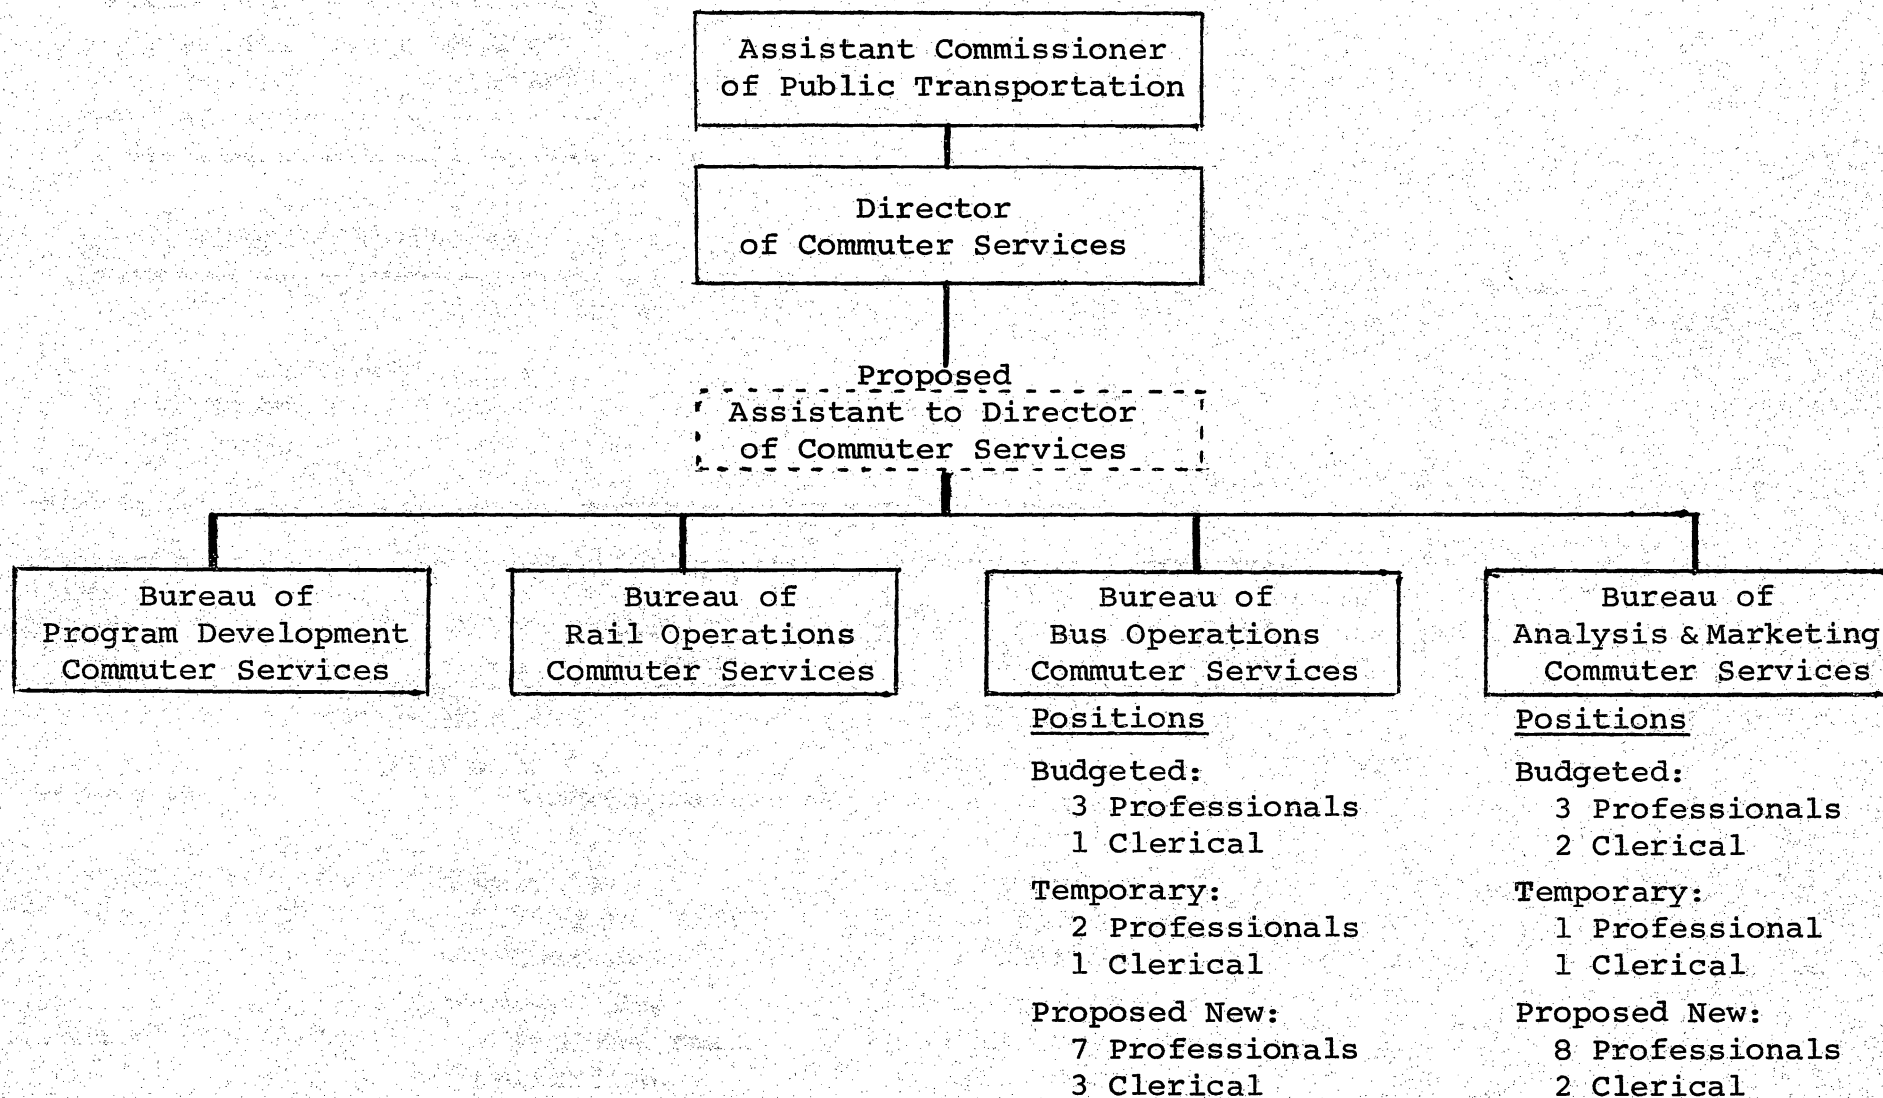 Assistant Commissioner
of Public Transportation
Director
of Commuter Services
Proposed
Assistant to Director
of Commuter Services
Bureau of
Program Development
Commuter Services
Bureau of
Rail Operations
Commuter Services
Bureau of
Bus Operations
Commuter Services
Positions
Budgeted:
3 Professionals
1 Clerical
Temporary:
2 Professionals
1 Clerical
Proposed New:
7 Professionals
3 Clerical
Bureau of
Analysis & Marketing
Commuter Services
Positions
Budgeted:
3 Professionals
2 Clerical
Temporary:
1 Professional
1 Clerical
Proposed New:
8 Professionals
2 Clerical